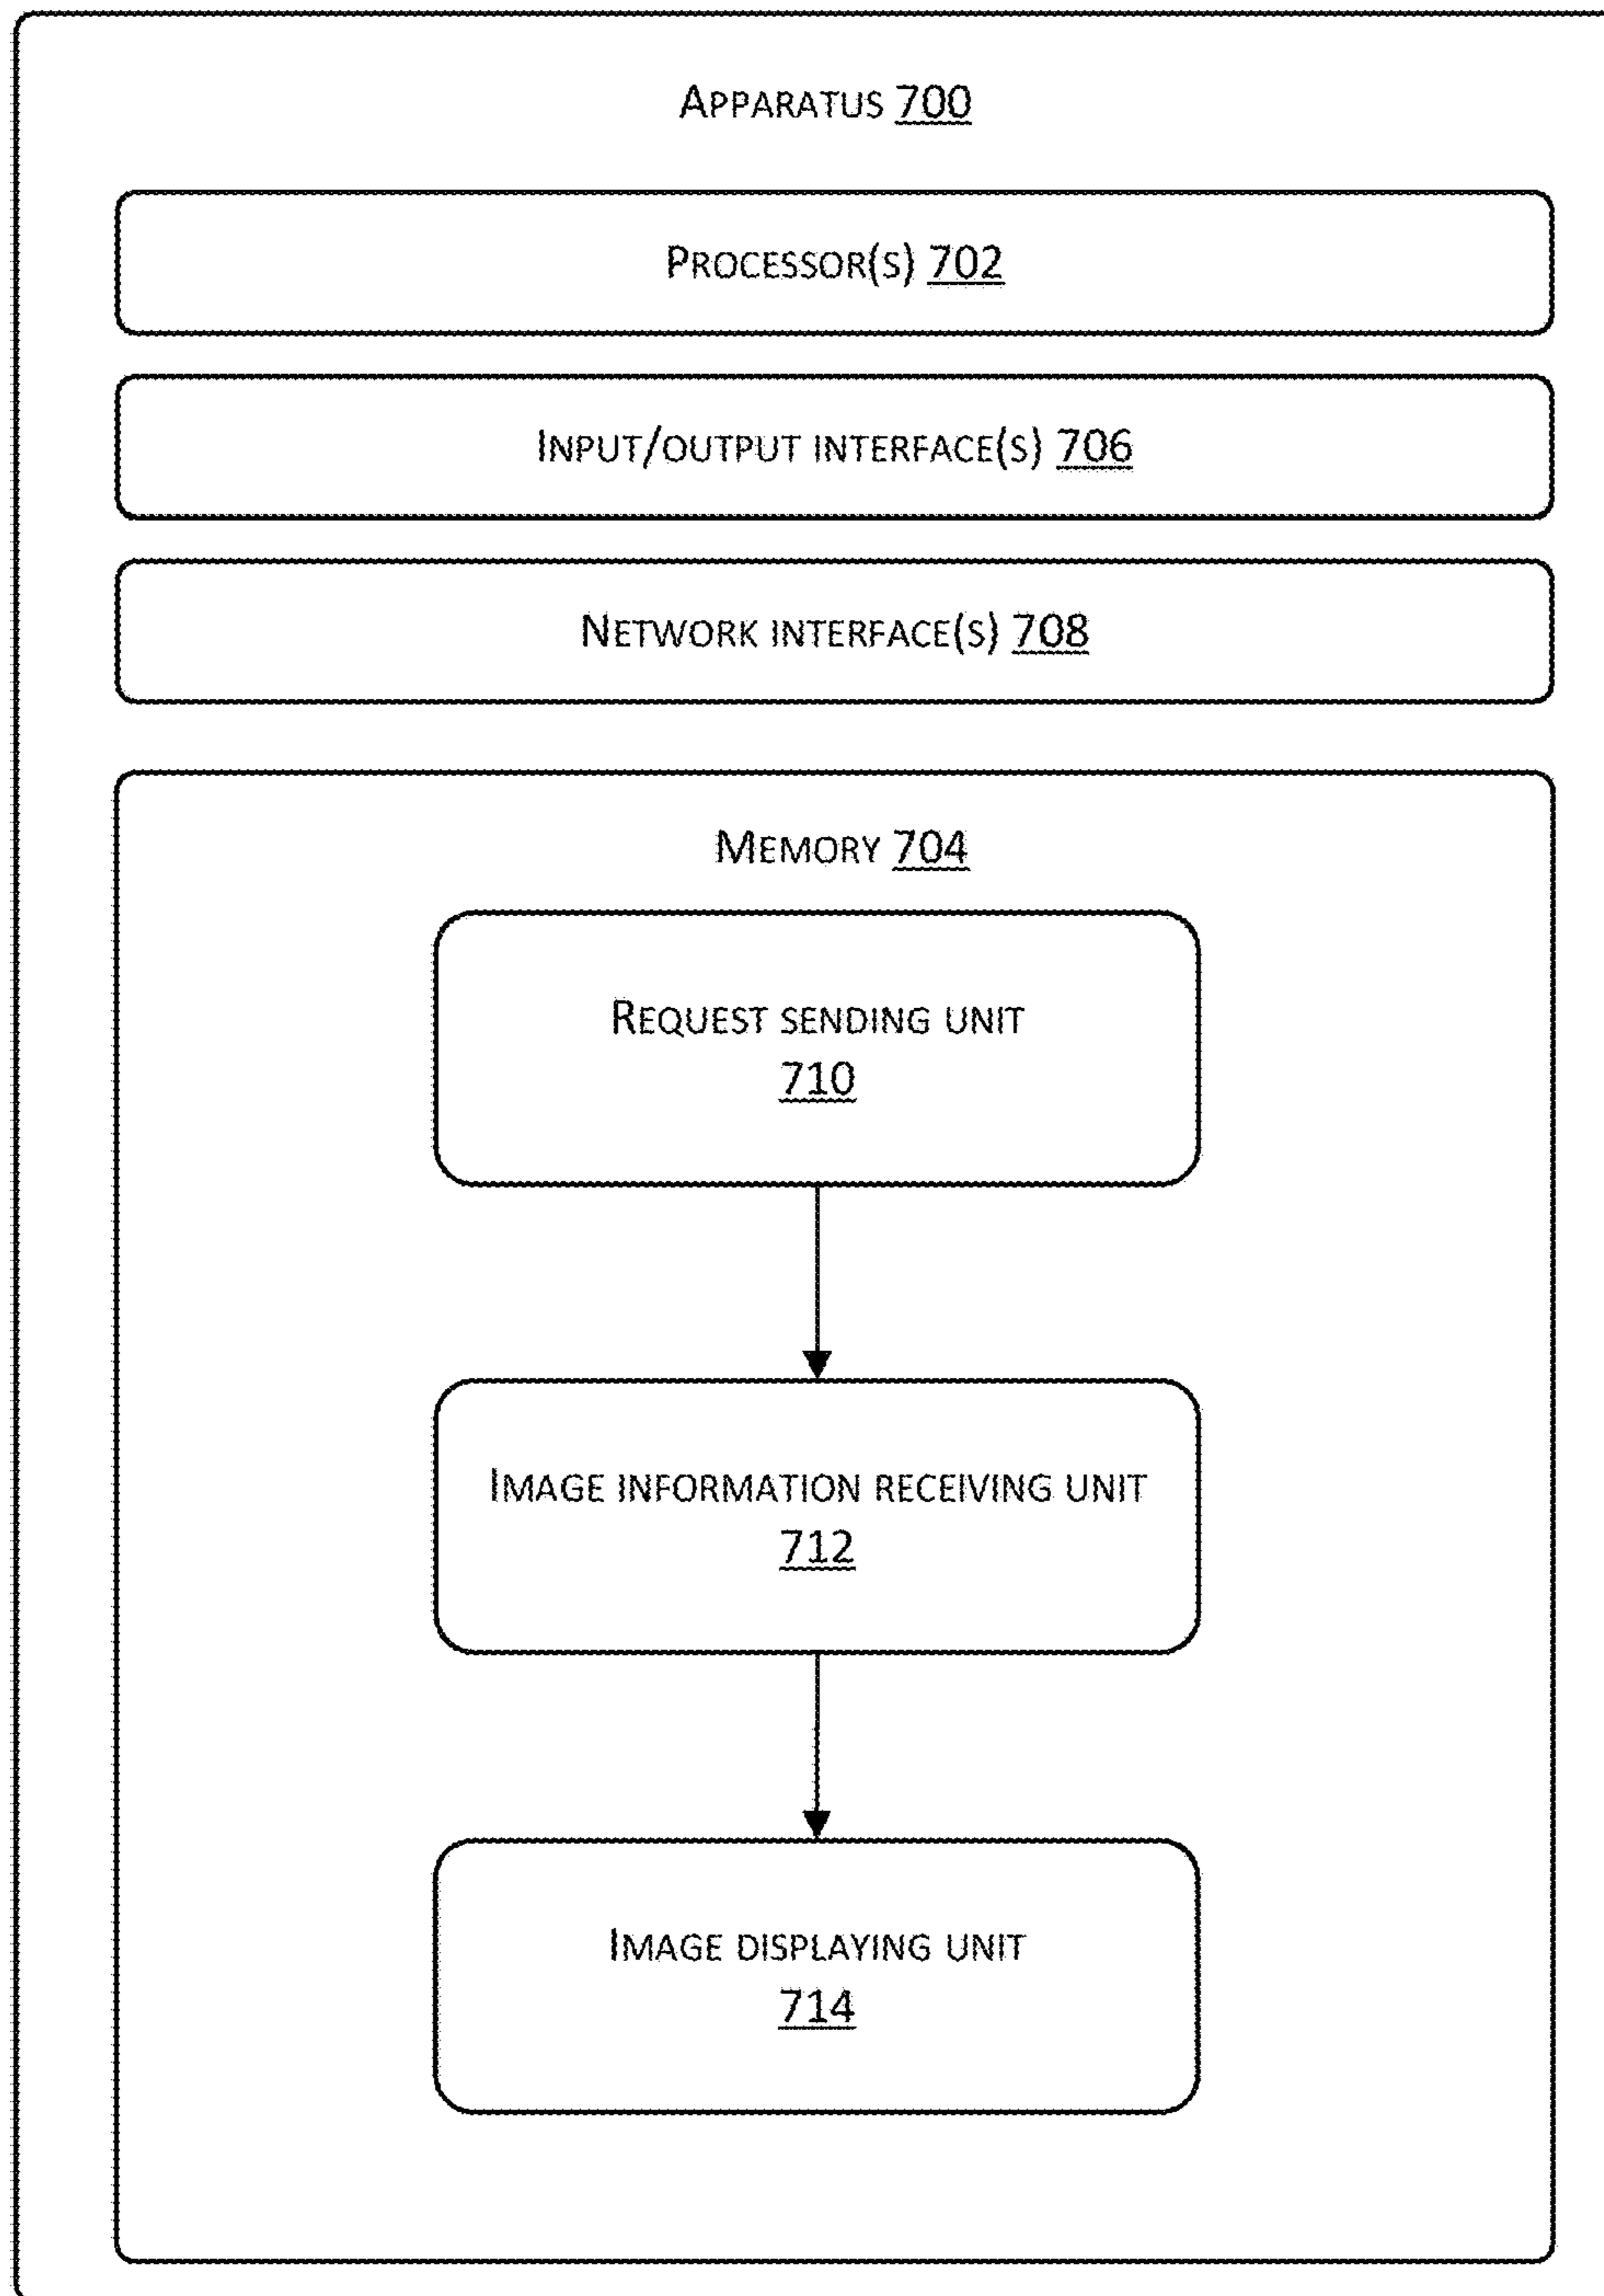 APPARATUS 700
PROCESSOR(S) 702
INPUT/OUTPUT INTERFACE(S) 706
NETWORK INTERFACE(S) 708
MEMORY 704
REQUEST SENDING UNIT
710
IMAGE INFORMATION RECEIVING UNIT
712
IMAGE DISPLAYING UNIT
714